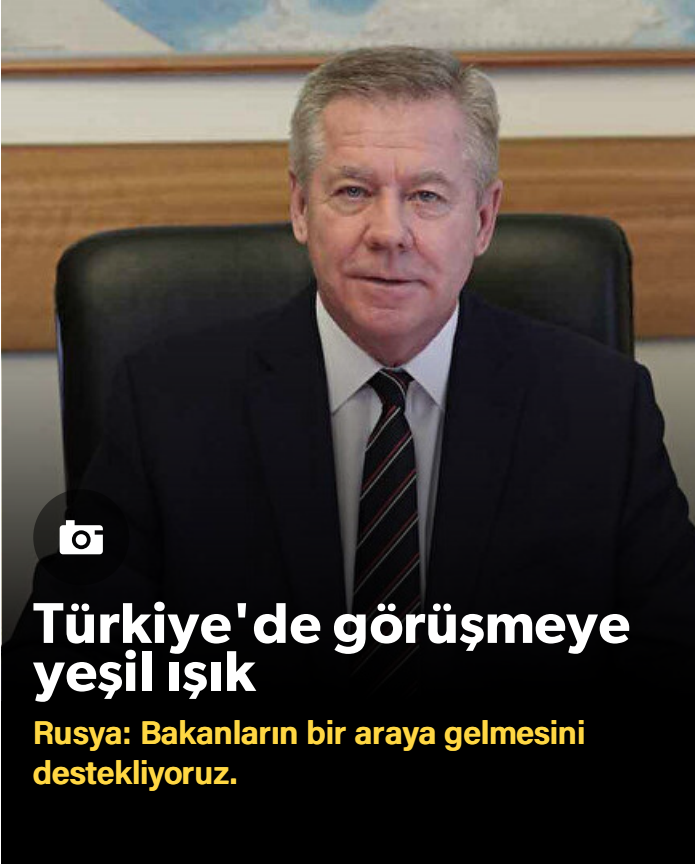 Türkiye'de görüşmeye
yeşil ışık
Rusya: Bakanların bir araya gelmesini
destekliyoruz.